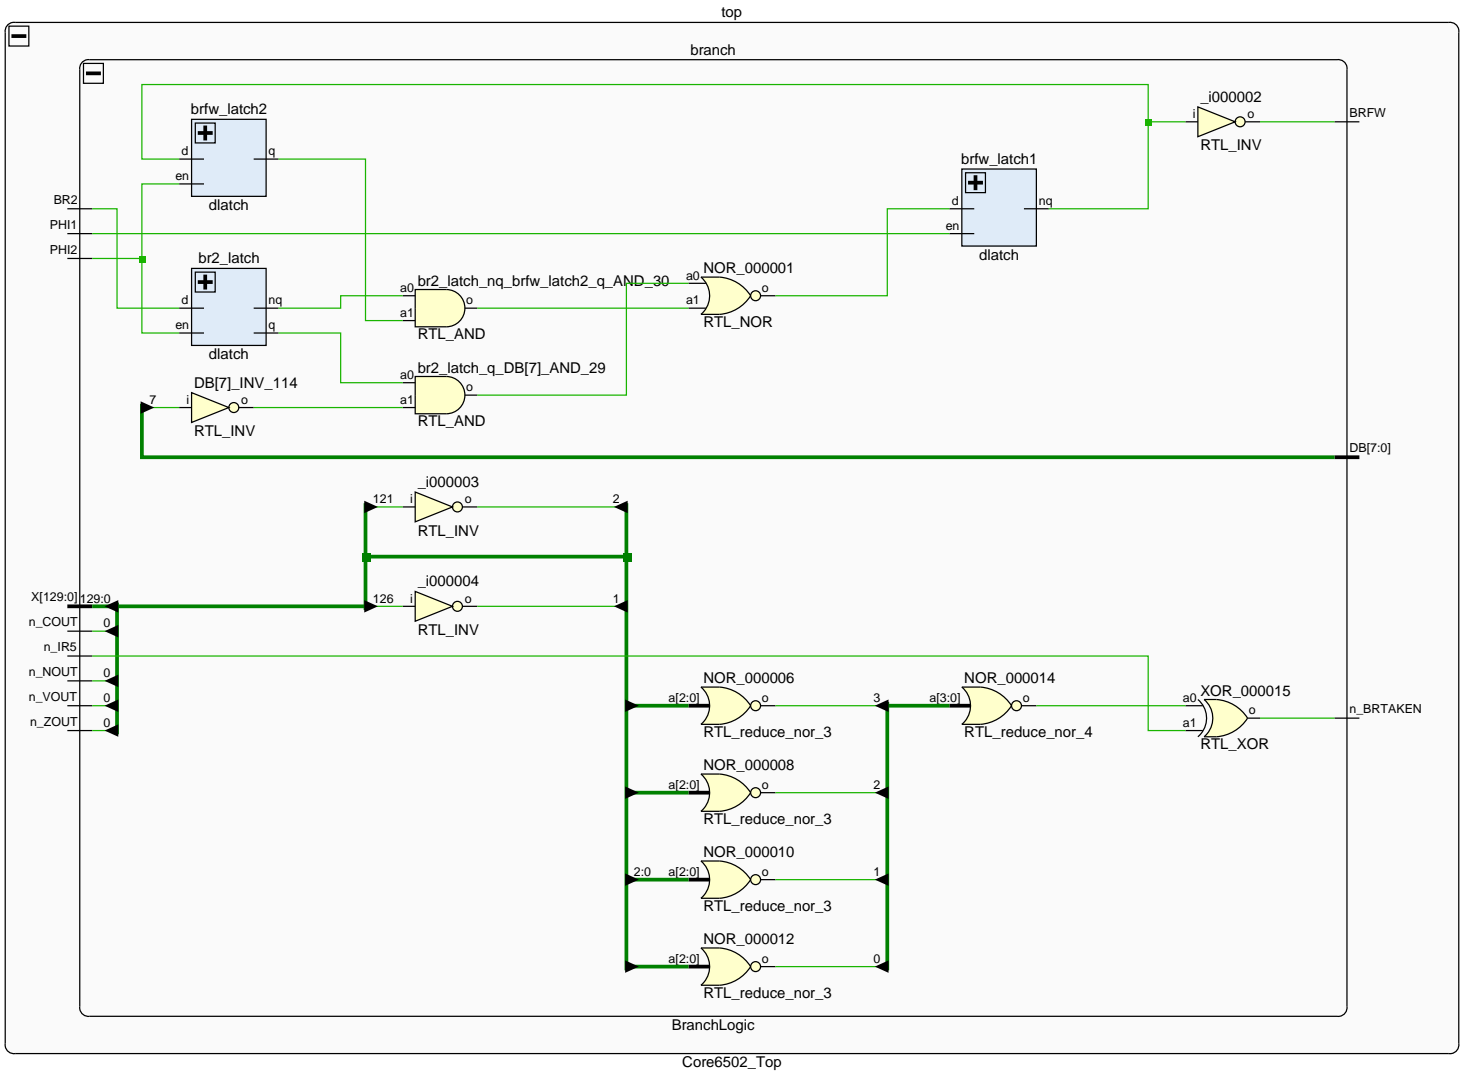 top
branch
brfw_latch2
d
q
en
dlatch
_i000002
i
o
RTL_INV
BRFW
brfw_latch1
d
nq
en
dlatch
BR2
PHI1
PHI2
br2_latch
d
nq
en
q
dlatch
br2_latch_nq_brfw_latch2_q_AND_30
a0
a1
o
RTL_AND
NOR_000001
a0
a1
o
RTL_NOR
br2_latch_q_DB[7]_AND_29
a0
a1
o
RTL_AND
DB[7]_INV_114
7
i
o
RTL_INV
DB[7:0]
_i000003
121
i
o
2
RTL_INV
_i000004
126
i
o
1
RTL_INV
X[129:0]
129:0
n_COUT
0
n_IR5
n_NOUT
0
n_VOUT
0
n_ZOUT
0
NOR_000006
a[2:0]
o
3
RTL_reduce_nor_3
NOR_000014
a[3:0]
o
RTL_reduce_nor_4
XOR_000015
a0
a1
o
RTL_XOR
n_BRTAKEN
NOR_000008
a[2:0]
o
2
RTL_reduce_nor_3
NOR_000010
2:0
a[2:0]
o
1
RTL_reduce_nor_3
NOR_000012
a[2:0]
o
0
RTL_reduce_nor_3
BranchLogic
Core6502_Top